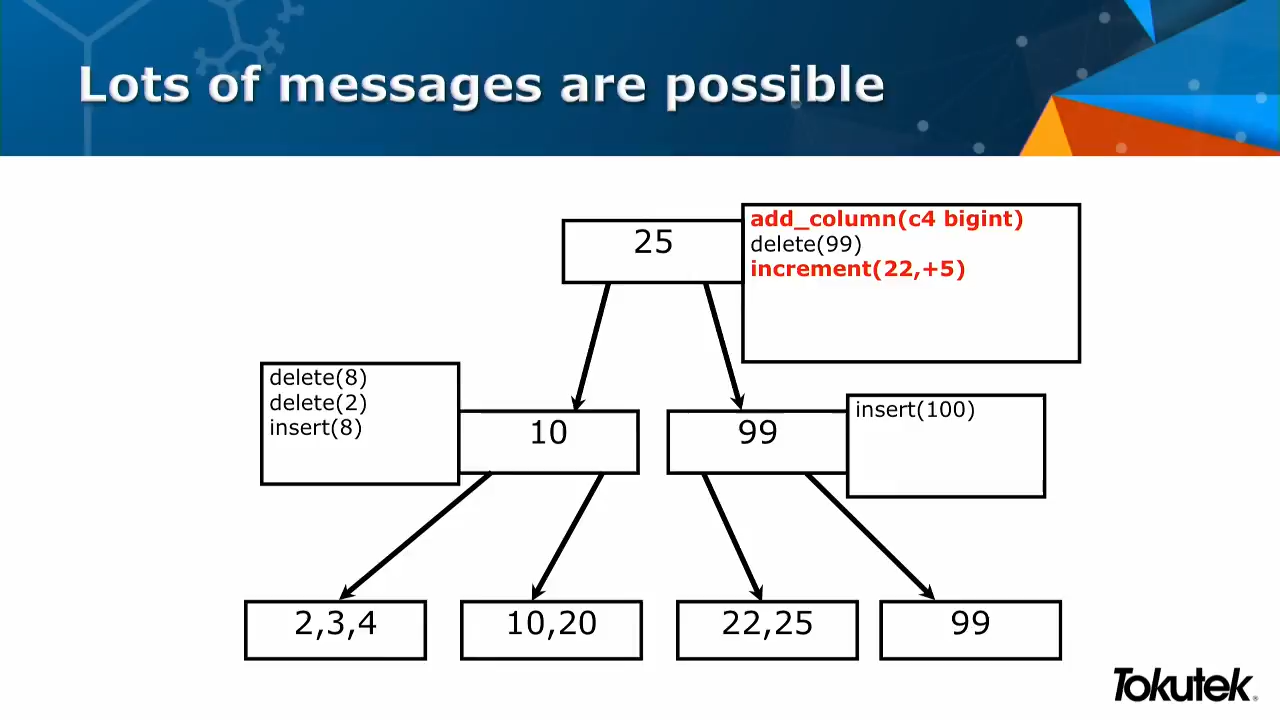 Lots of messages are possible
25
add_column(c4 bigint)
delete(99)
increment(22,+5)
delete(8)
delete(2)
insert(8)
10
99
insert(100)
2,3,4
10,20
22,25
99
Tokutek